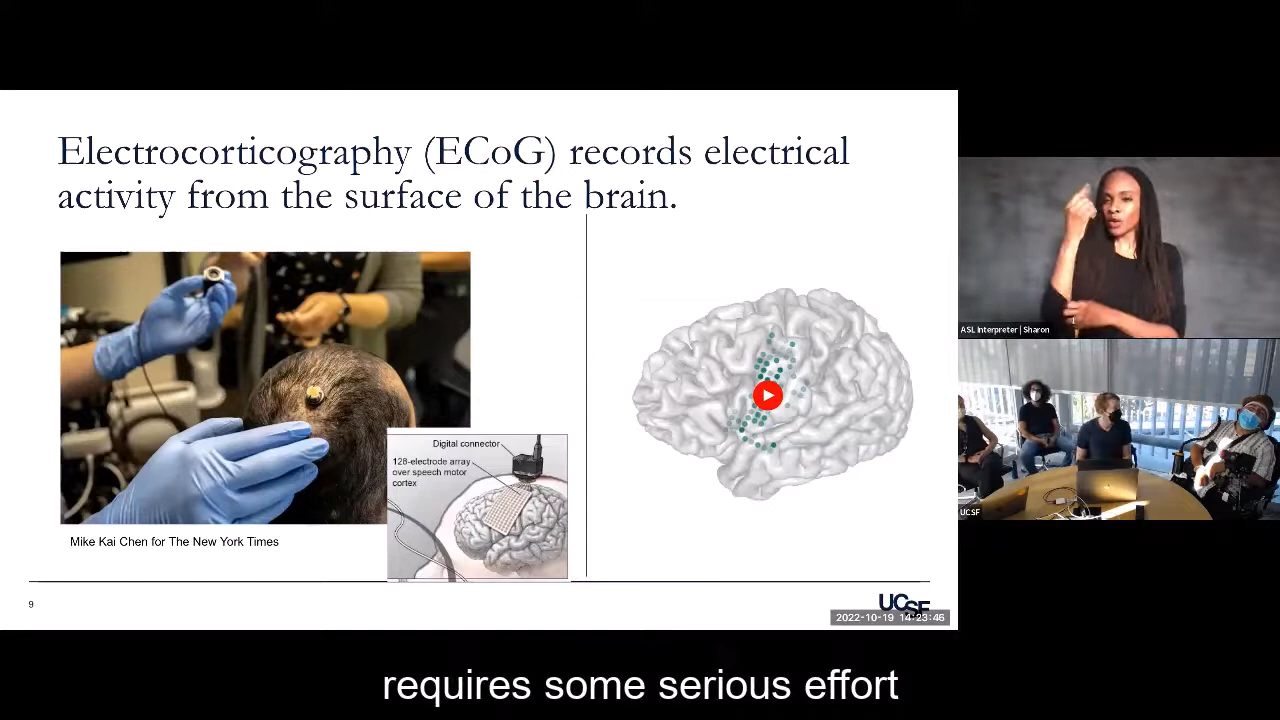 Electrocorticography (ECoG) records electrical
activity from the surface of the brain.
Digital connector
128-electrode array
over speech motor
cortex
Mike Kai Chen for The New York Times
9
UCSF
2022-10-19 14:23:46
ASL Interpreter | Sharon
UCSF
requires some serious effort